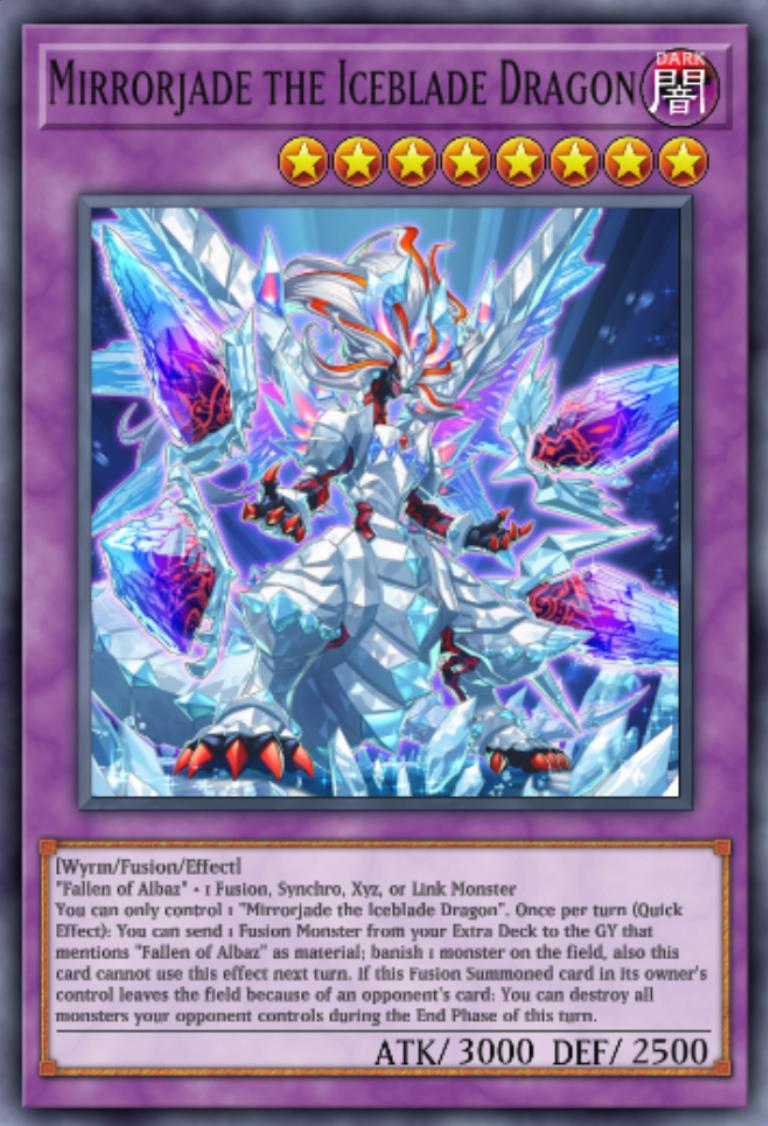 Mirrorjade the Iceblade Dragon
DARK
闇
[Wyrm/Fusion/Effect]
"Fallen of Albaz" + 1 Fusion, Synchro, Xyz, or Link Monster
You can only control 1 "Mirrorjade the Iceblade Dragon". Once per turn (Quick
Effect): You can send 1 Fusion Monster from your Extra Deck to the GY that
mentions "Fallen of Albaz" as material; banish 1 monster on the field, also this
card cannot use this effect next turn. If this Fusion Summoned card in its owner's
control leaves the field because of an opponent's card: You can destroy all
monsters your opponent controls during the End Phase of this turn.
ATK/ 3000 DEF/ 2500